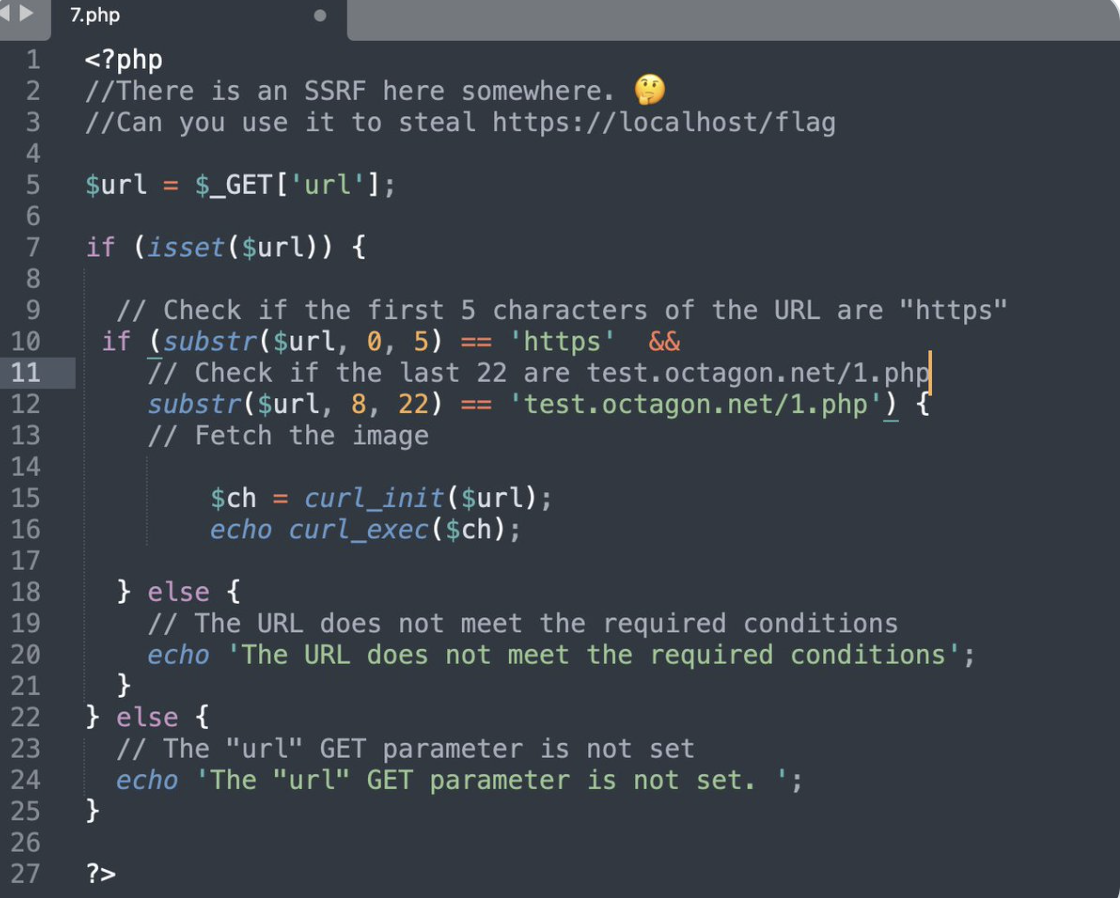 7.php
1 <?php
2 //There is an SSRF here somewhere. 🤔
3 //Can you use it to steal https://localhost/flag
4
5 $url = $_GET['url'];
6
7 if (isset($url)) {
8
9 // Check if the first 5 characters of the URL are "https"
10 if (substr($url, 0, 5) == 'https' &&
11 // Check if the last 22 are test.octagon.net/1.php
12 substr($url, 8, 22) == 'test.octagon.net/1.php') {
13 // Fetch the image
14
15 $ch = curl_init($url);
16 echo curl_exec($ch);
17
18 } else {
19 // The URL does not meet the required conditions
20 echo 'The URL does not meet the required conditions';
21 }
22 } else {
23 // The "url" GET parameter is not set
24 echo 'The "url" GET parameter is not set. ';
25 }
26
27 ?>